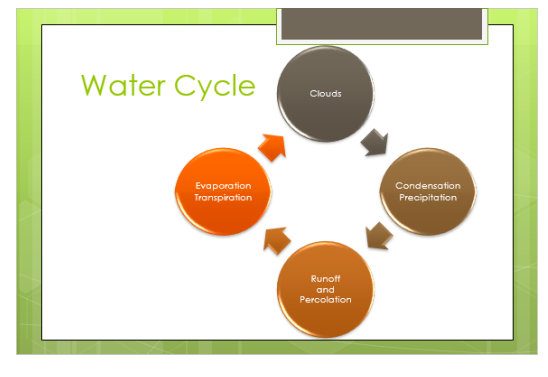 Water Cycle
Clouds
Condensation
Precipitation
Runoff
and
Percolation
Evaporation
Transpiration